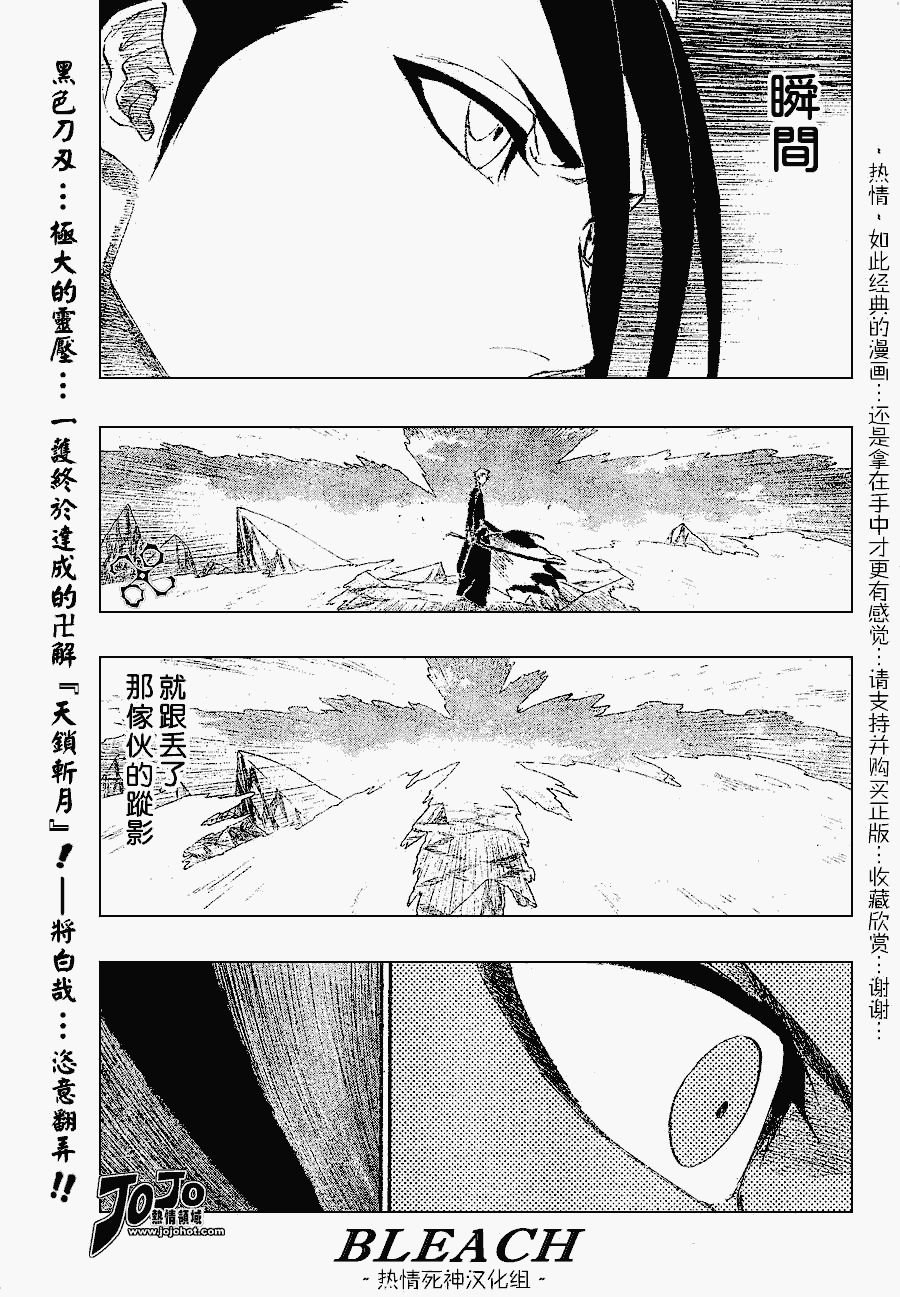 瞬間
就跟丟了
那傢伙的蹤影
黑色刀刃…極大的靈壓…一護終於達成的卍解『天鎖斬月』!——將白哉…恣意翻弄!!
~热情~如此经典的漫画…还是拿在手中才更有感觉…请支持并购买正版…收藏欣赏…谢谢…
JOJO
熱情領域
www.jojohot.com
BLEACH
-热情死神汉化组-